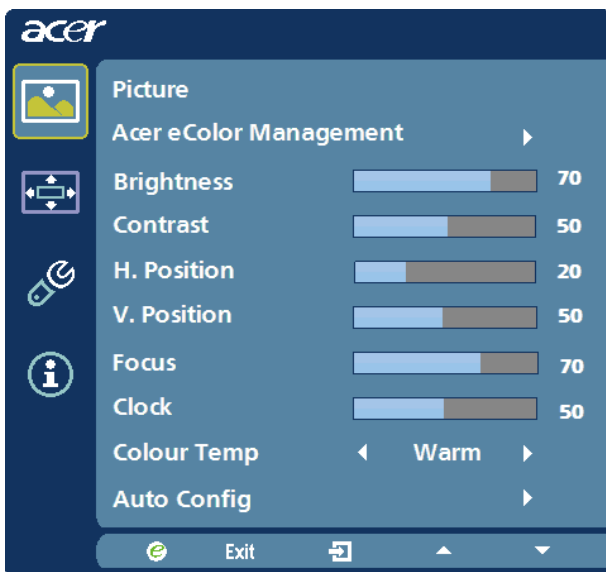 acer
Picture
Acer eColor Management
Brightness 70
Contrast 50
H. Position 20
V. Position 50
Focus 70
Clock 50
Colour Temp Warm
Auto Config
e Exit